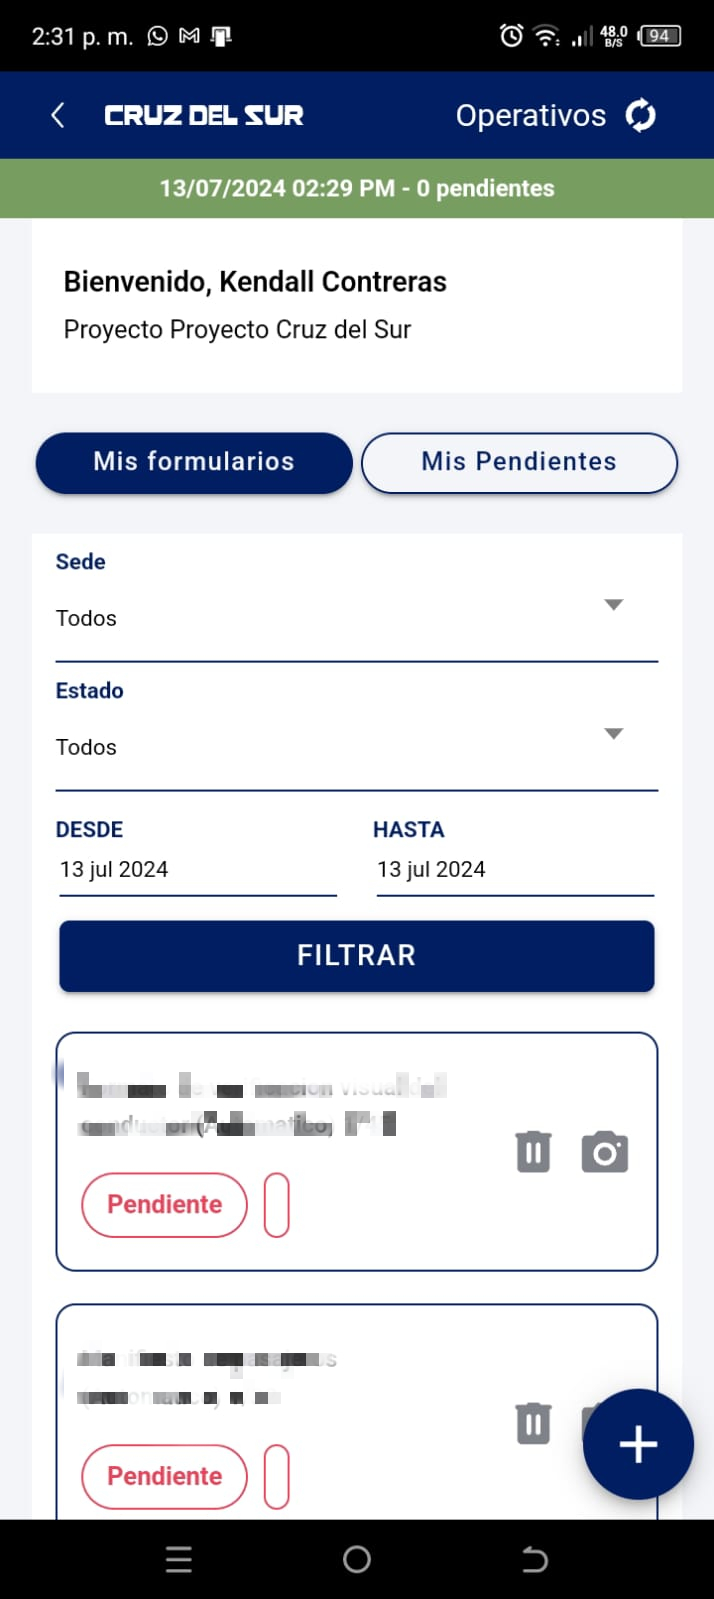 2:31 p. m.
48.0
B/S
94
CRUZ DEL SUR
Operativos
13/07/2024 02:29 PM - 0 pendientes
Bienvenido, Kendall Contreras
Proyecto Proyecto Cruz del Sur
Mis formularios
Mis Pendientes
Sede
Todos
Estado
Todos
DESDE
HASTA
13 jul 2024
13 jul 2024
FILTRAR
Pendiente
Pendiente